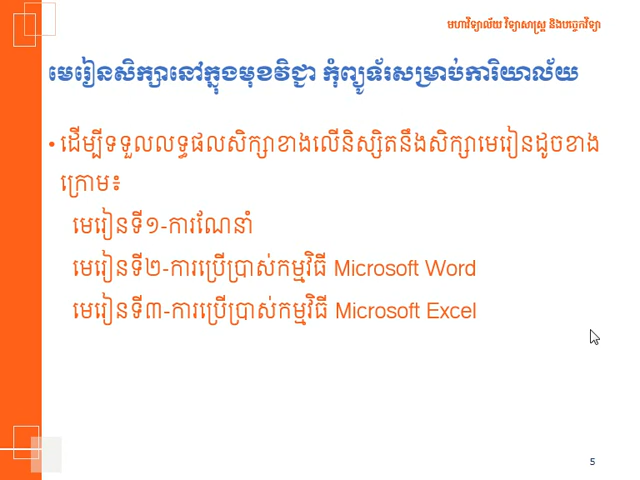 មហាវិទ្យាល័យ វិទ្យាសាស្ត្រ និងបច្ចេកវិទ្យា
មេរៀនសិក្សានៅក្នុងមុខវិជ្ជា កុំព្យូទ័រសម្រាប់ការិយាល័យ
• ដើម្បីទទួលលទ្ធផលសិក្សាខាងលើនិស្សិតនឹងសិក្សាមេរៀនដូចខាង
ក្រោម៖
មេរៀនទី១-ការណែនាំ
មេរៀនទី២-ការប្រើប្រាស់កម្មវិធី Microsoft Word
មេរៀនទី៣-ការប្រើប្រាស់កម្មវិធី Microsoft Excel
5